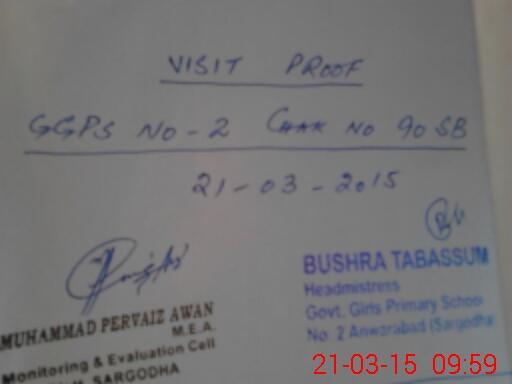 VISIT PROOF
GGPS NO-2 CHAK NO 90 SB
21-03-2015
BUSHRA TABASSUM
Headmistress
Govt. Girls Primary School
No. 2 Anwarabad (Sargodha)
MUHAMMAD PERVAIZ AWAN
M.E.A.
Monitoring & Evaluation Cell
SARGODHA
21-03-15 09:59